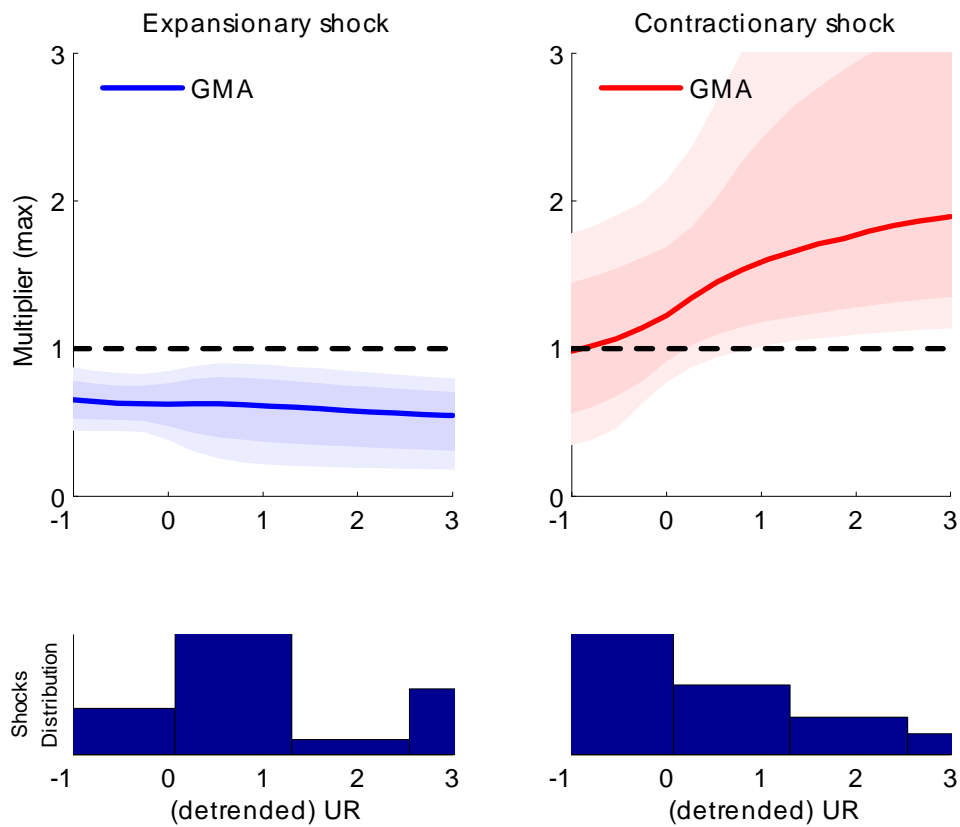 Expansionary shock
Contractionary shock
3
2
1
0
Multiplier (max)
GMA
-1 0 1 2 3
3
2
1
0
GMA
-1 0 1 2 3
Shocks
Distribution
-1 0 1 2 3
(detrended) UR
-1 0 1 2 3
(detrended) UR